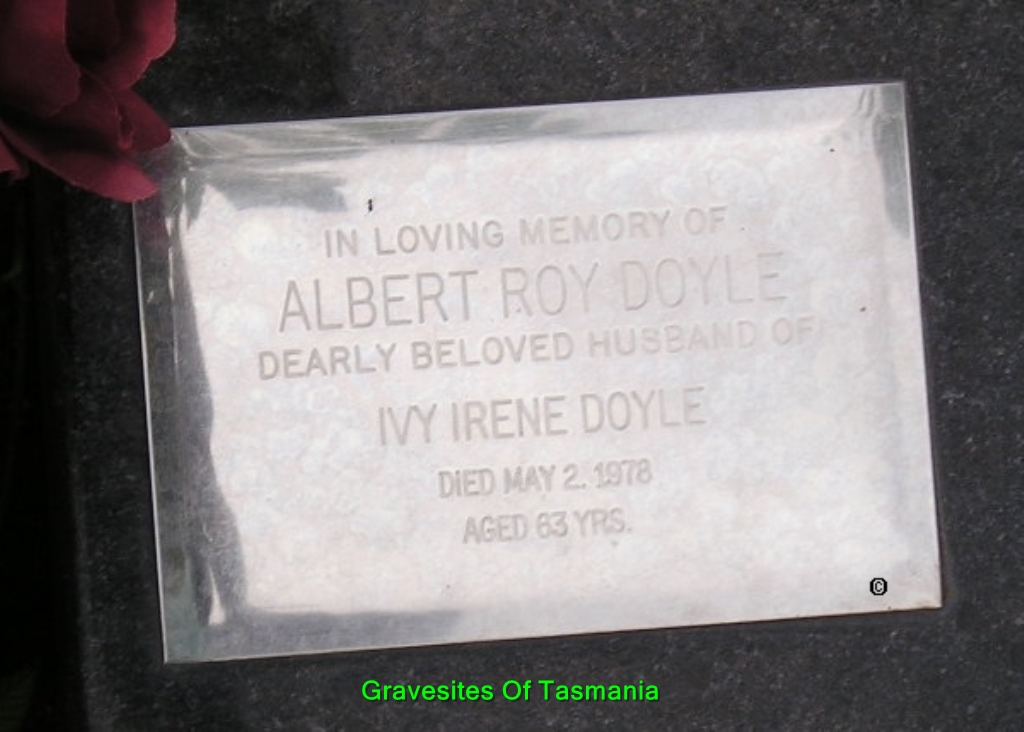 IN LOVING MEMORY OF
ALBERT ROY DOYLE
DEARLY BELOVED HUSBAND OF
IVY IRENE DOYLE
DIED MAY 2. 1978
AGED 63 YRS.
©
Gravesites Of Tasmania